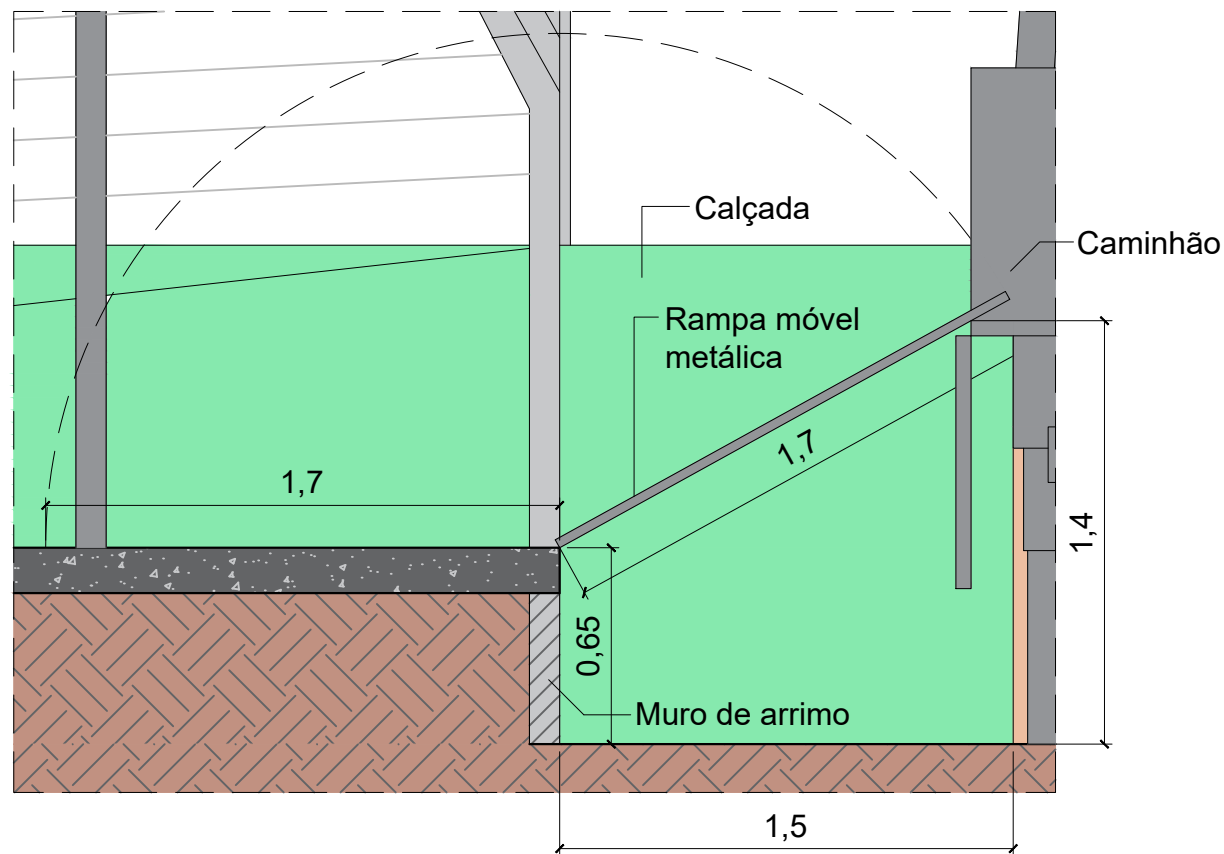 Calçada
Caminhão
Rampa móvel
metálica
1,7
1,7
1,4
0,65
Muro de arrimo
1,5